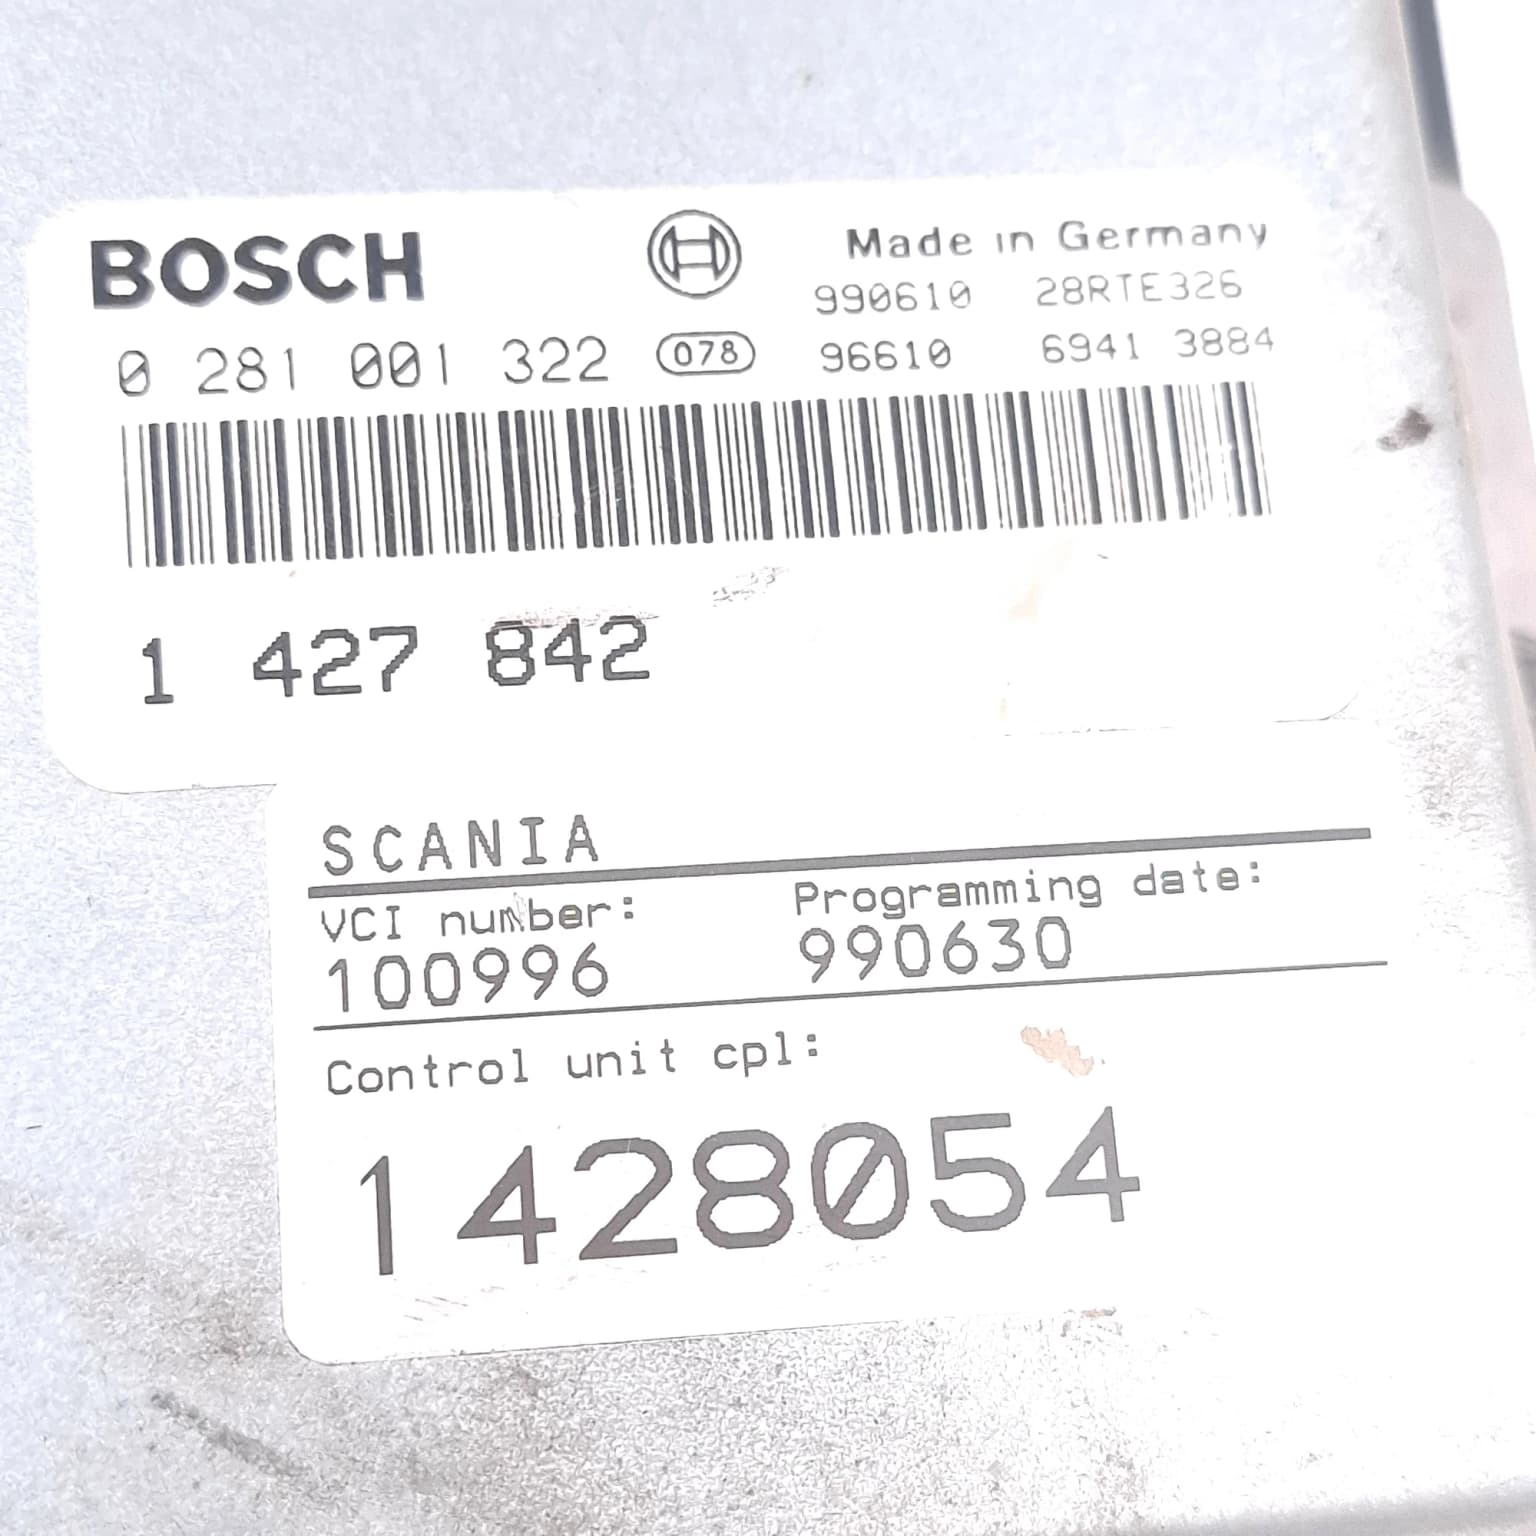 BOSCH
Made in Germany
990610 28RTE326
0 281 001 322 078 96610 6941 3884
1 427 842
SCANIA
VCI number: Programming date:
100996 990630
Control unit cpl:
1428054